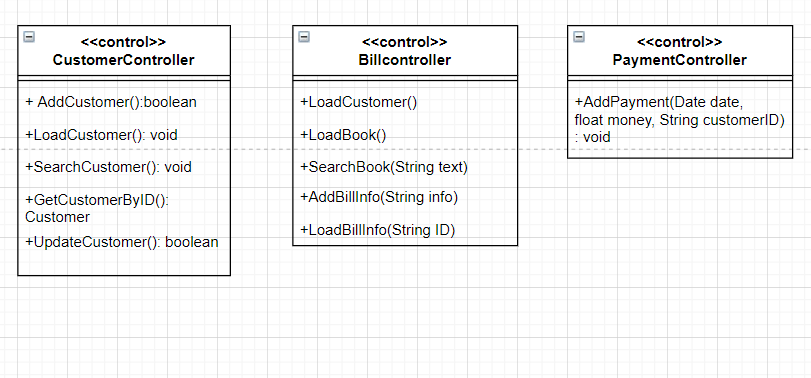 <<control>>
CustomerController
+ AddCustomer():boolean
+LoadCustomer(): void
+SearchCustomer(): void
+GetCustomerByID():
Customer
+UpdateCustomer(): boolean
<<control>>
Billcontroller
+LoadCustomer()
+LoadBook()
+SearchBook(String text)
+AddBillInfo(String info)
+LoadBillInfo(String ID)
<<control>>
PaymentController
+AddPayment(Date date,
float money, String customerID)
: void